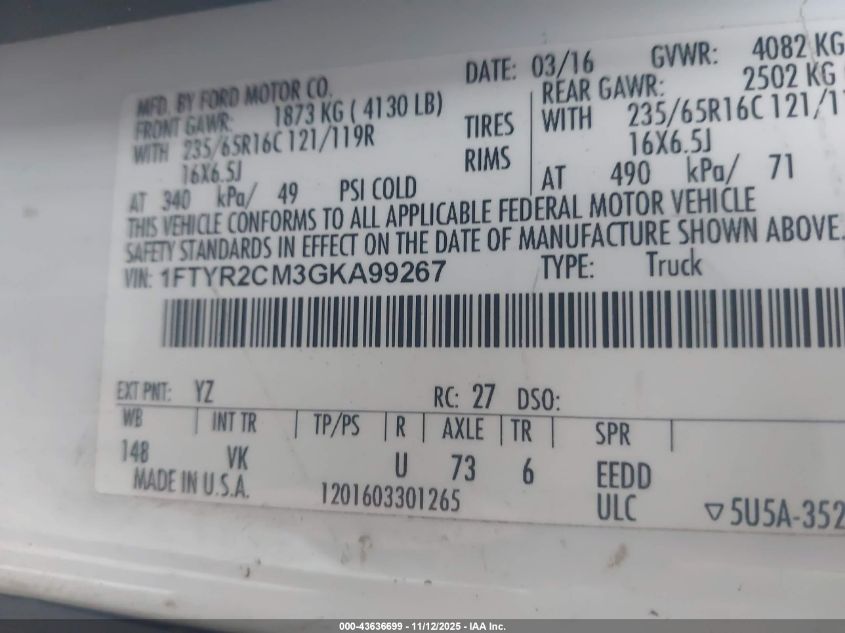 MFD. BY FORD MOTOR CO.
DATE: 03/16 GVWR: 4082 KG
FRONT GAWR: 1873 KG ( 4130 LB) REAR GAWR: 2502 KG
WITH 235/65R16C 121/119R TIRES WITH 235/65R16C 121/11
16X6.5J RIMS 16X6.5J
AT 340 kPa/ 49 PSI COLD AT 490 kPa/ 71
THIS VEHICLE CONFORMS TO ALL APPLICABLE FEDERAL MOTOR VEHICLE
SAFETY STANDARDS IN EFFECT ON THE DATE OF MANUFACTURE SHOWN ABOVE.
VIN: 1FTYR2CM3GKA99267 TYPE: Truck
EXT PNT: YZ RC: 27 DSO:
WB INT TR TP/PS R AXLE TR SPR
148 VK U 73 6 EEDD
MADE IN U.S.A. 1201603301265 ULC ▽5U5A-352
000-43636699 - 11/12/2025 - IAA Inc.